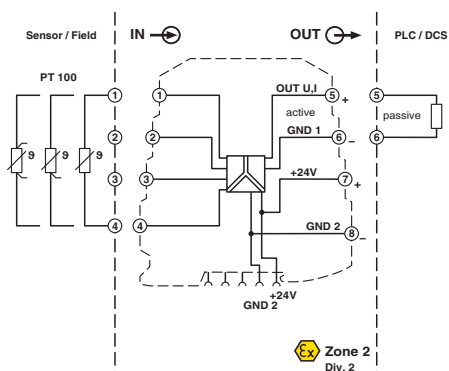 Sensor / Field
IN
OUT
PLC / DCS
PT 100
1
1
OUT U,I
5
+
5
active
passive
2
2
GND 1
6
–
6
ϑ
ϑ
ϑ
3
3
+24V
7
+
4
4
GND 2
8
–
+24V
GND 2
Ex
Zone 2
Div. 2